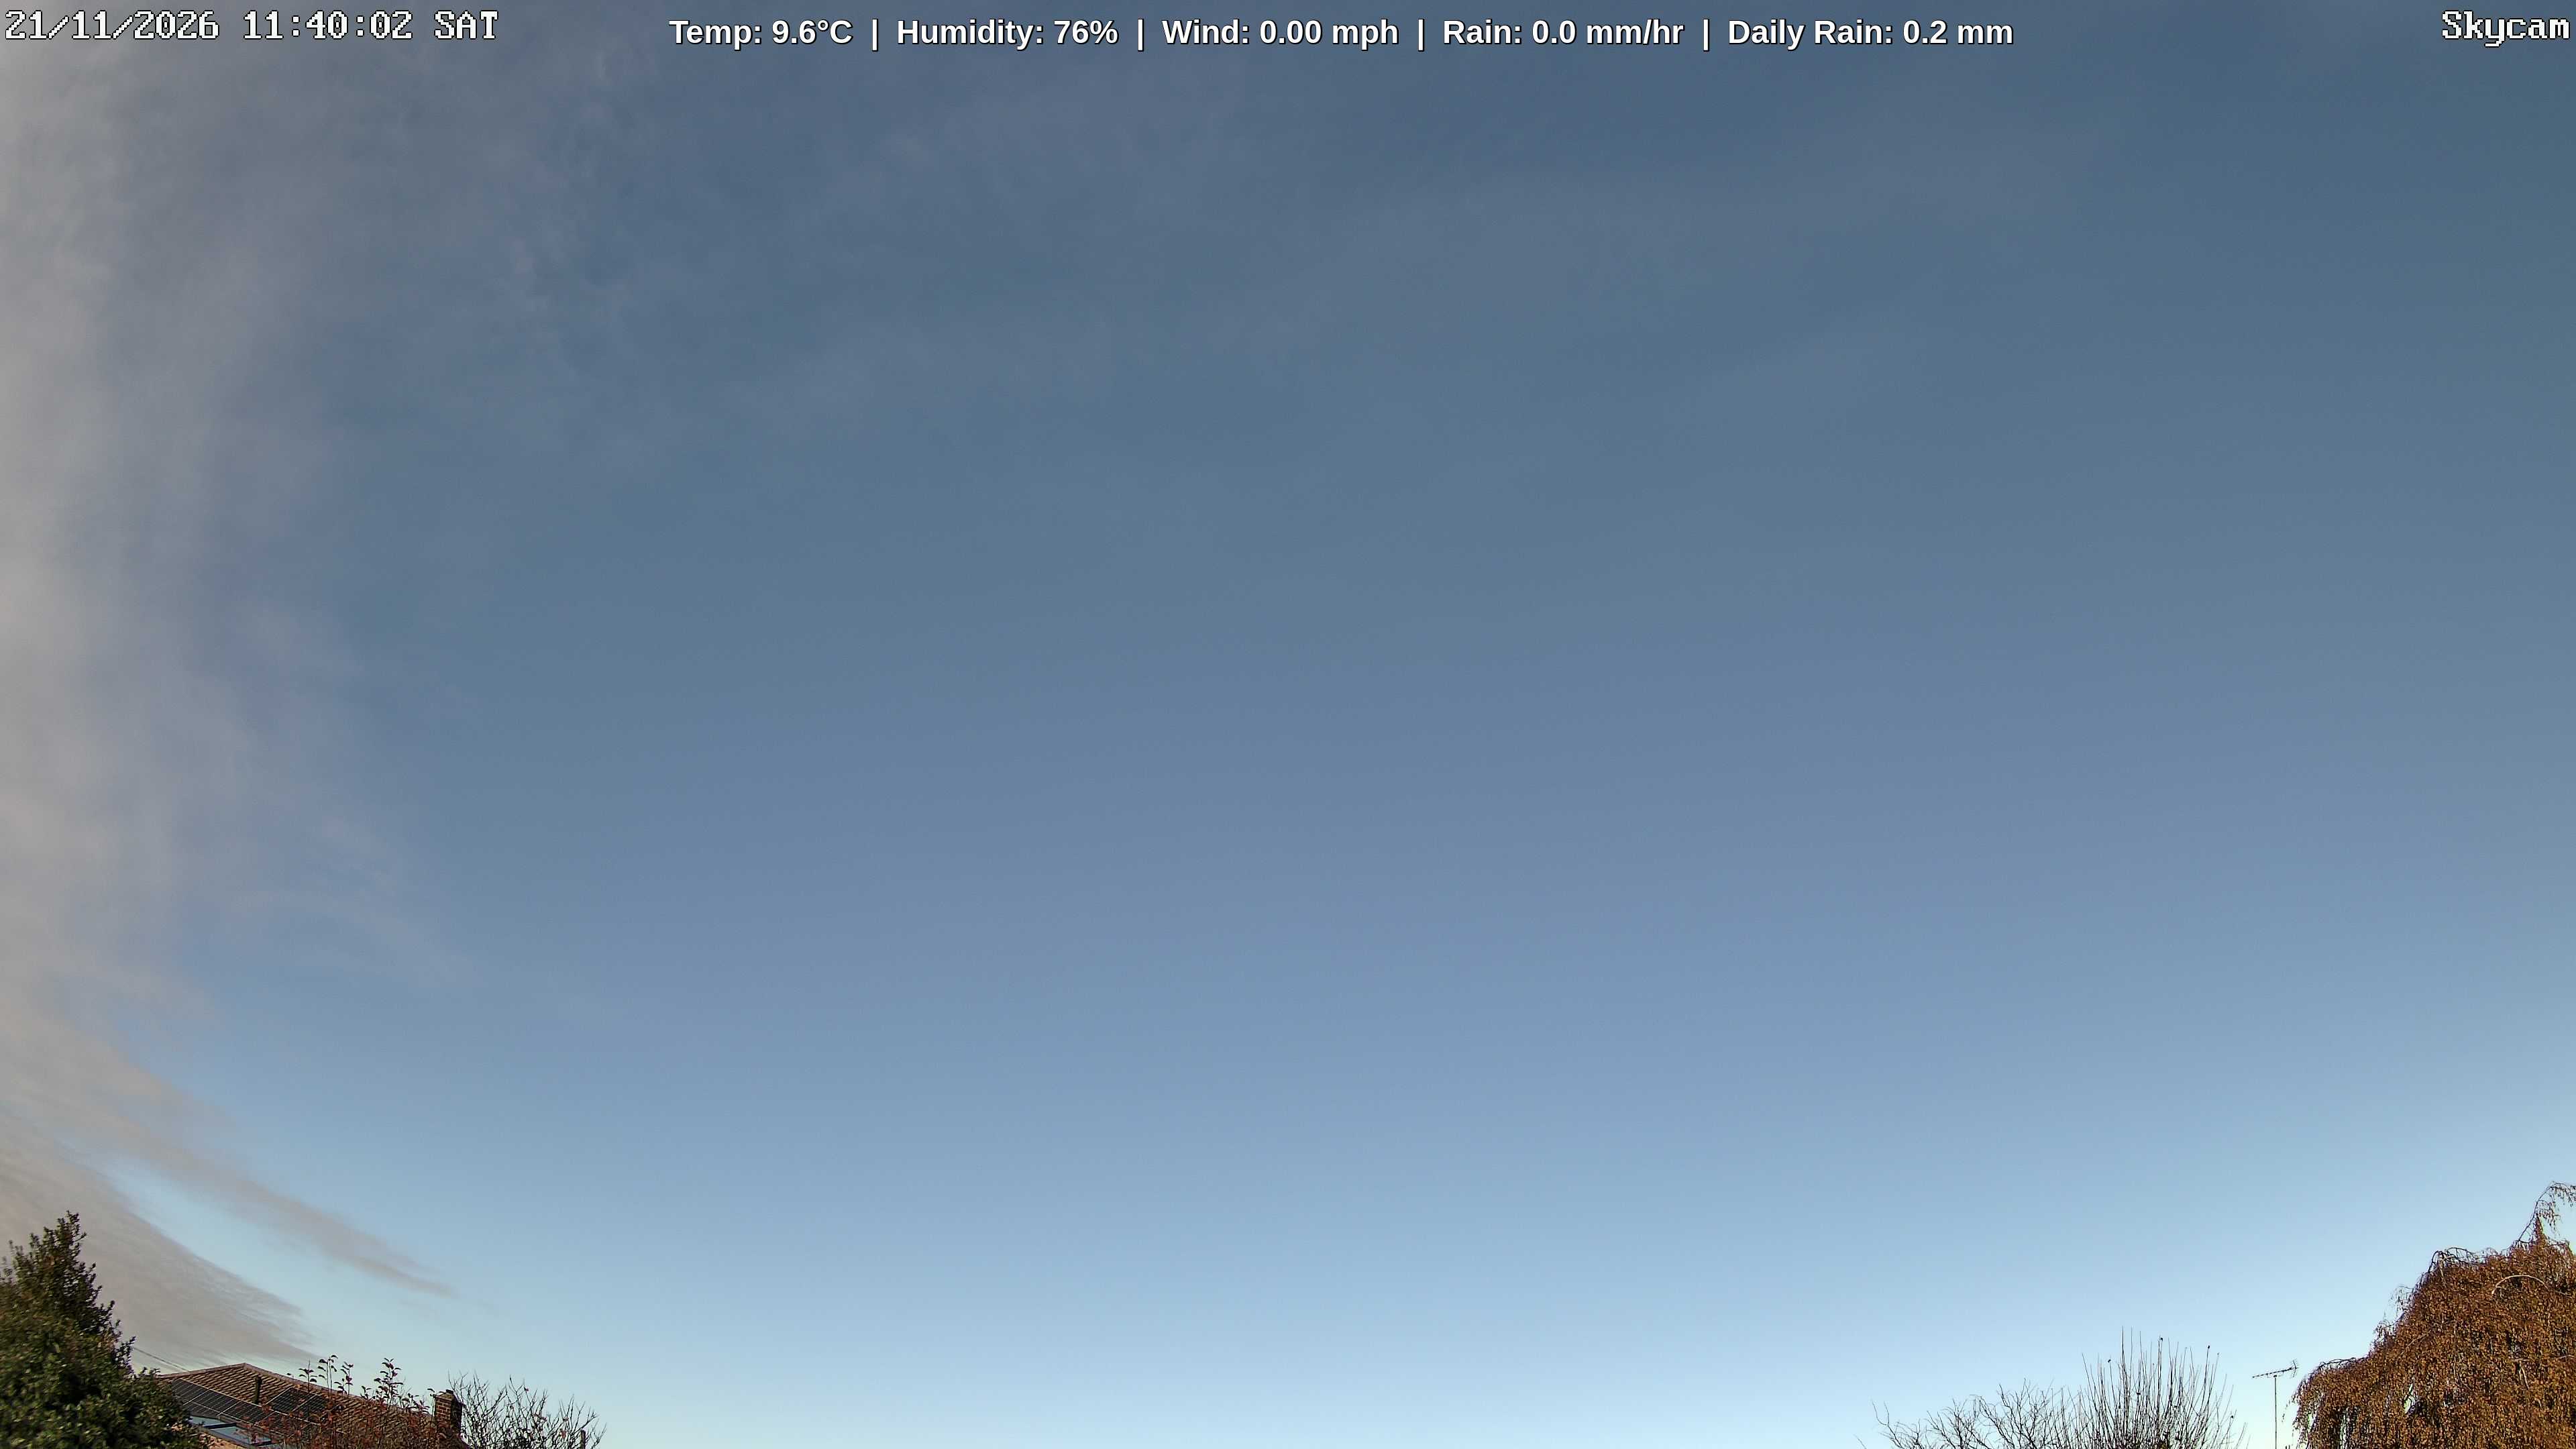 21/11/2026 11:40:02 SAT
Temp: 9.6°C | Humidity: 76% | Wind: 0.00 mph | Rain: 0.0 mm/hr | Daily Rain: 0.2 mm
Skycam